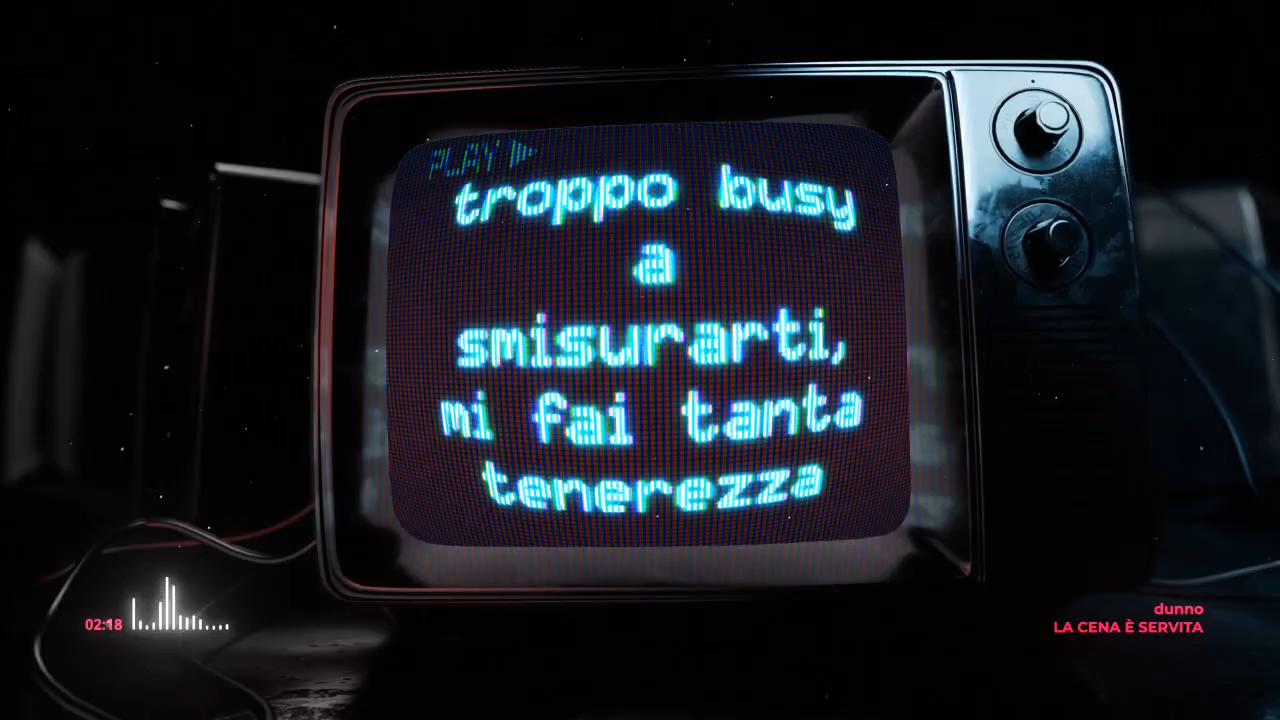 PLAY
troppo busy
a
smisurarti,
mi fai tanta
tenerezza
02:18
dunno
LA CENA È SERVITA